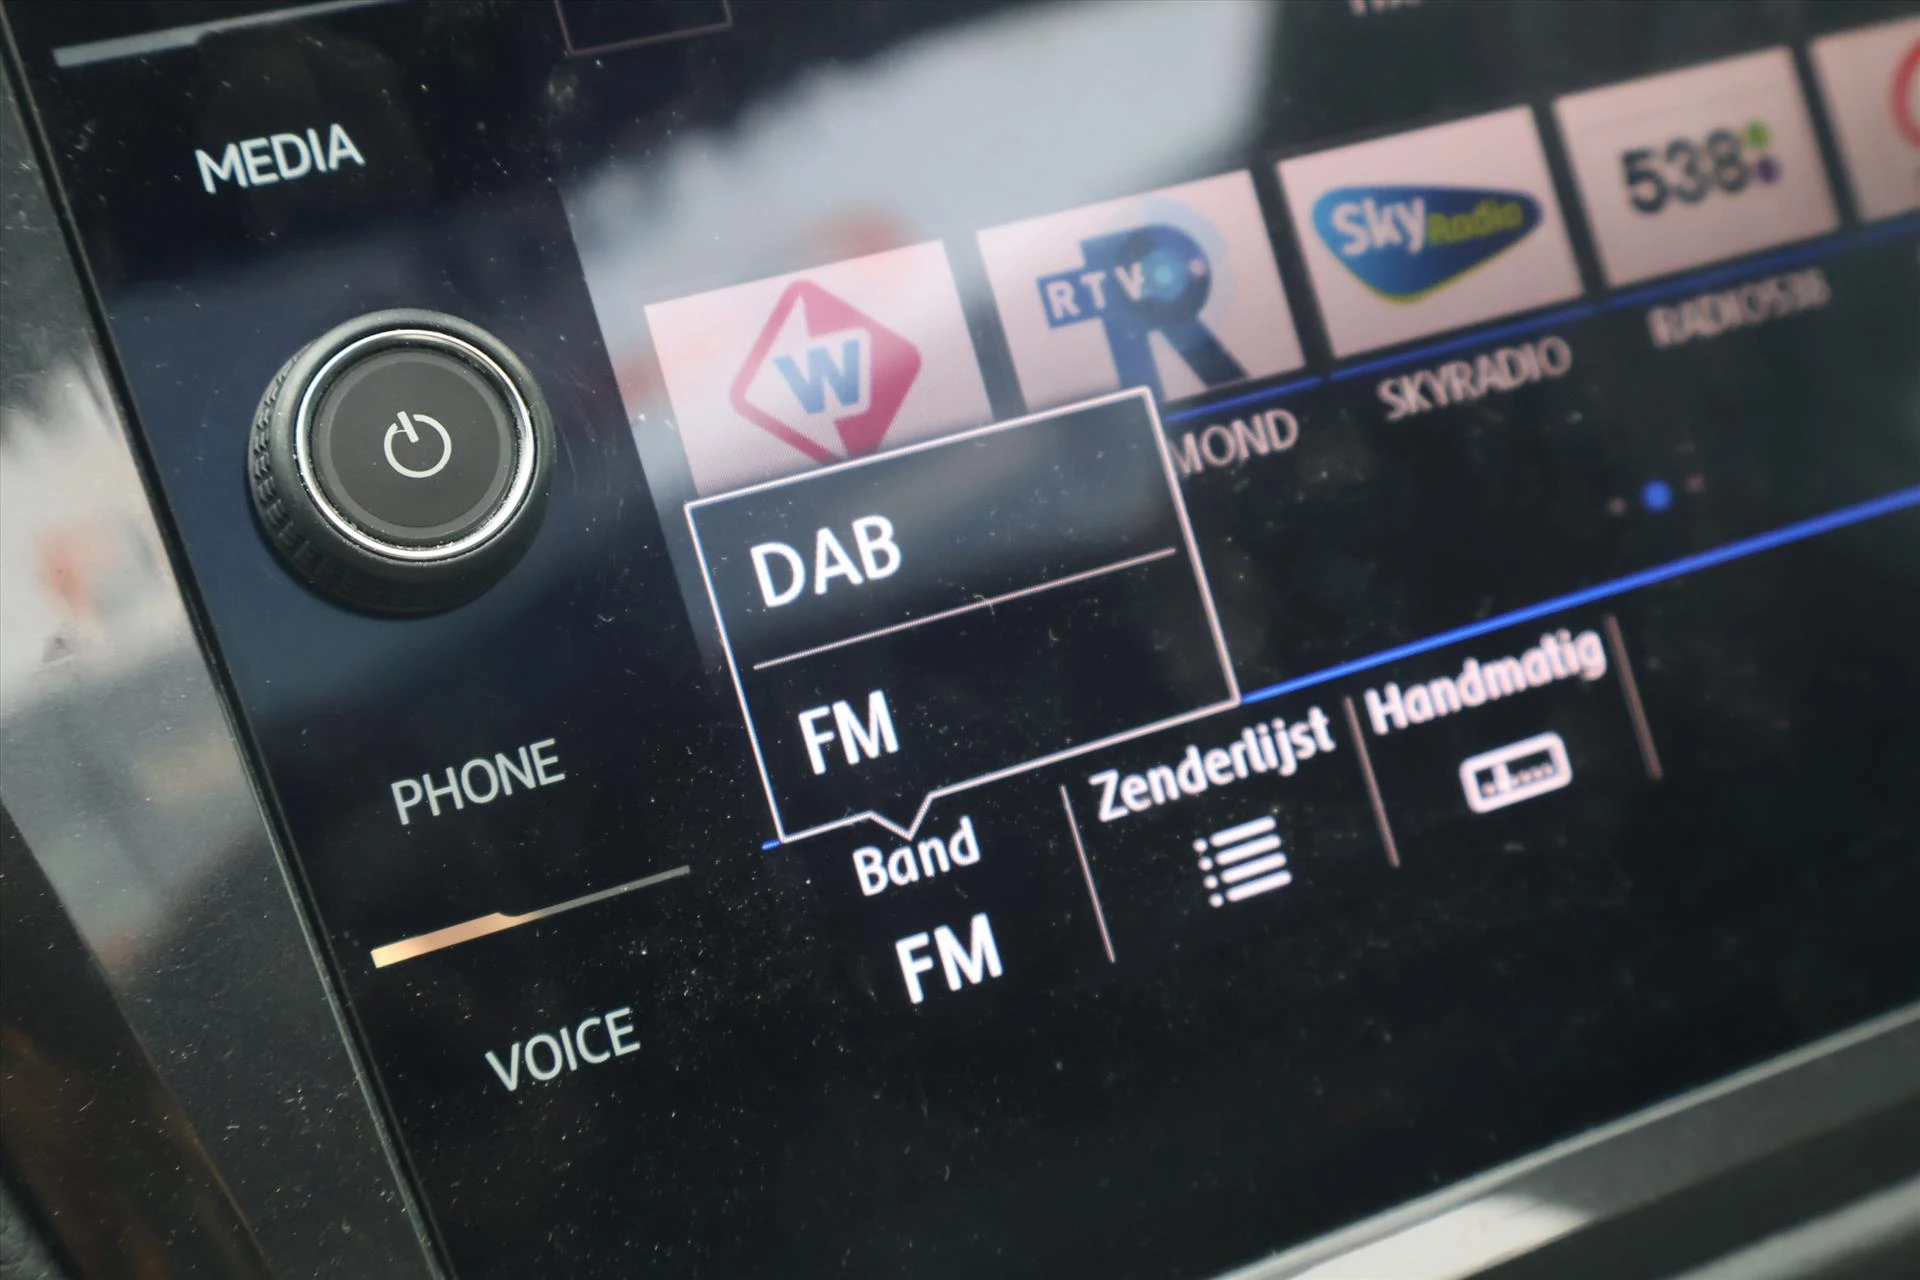 MEDIA
W
RTV
R
Sky Radio
538
MOND
SKYRADIO
RADIO538
DAB
FM
PHONE
Band
Zenderlijst
Handmatig
FM
VOICE